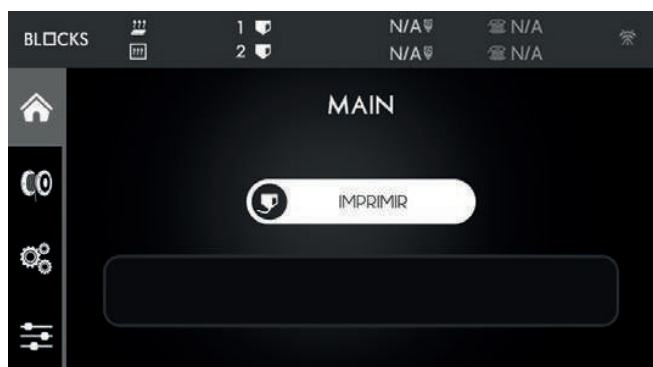 BLOCKS
1 N/A N/A
2 N/A N/A
MAIN
IMPRIMIR